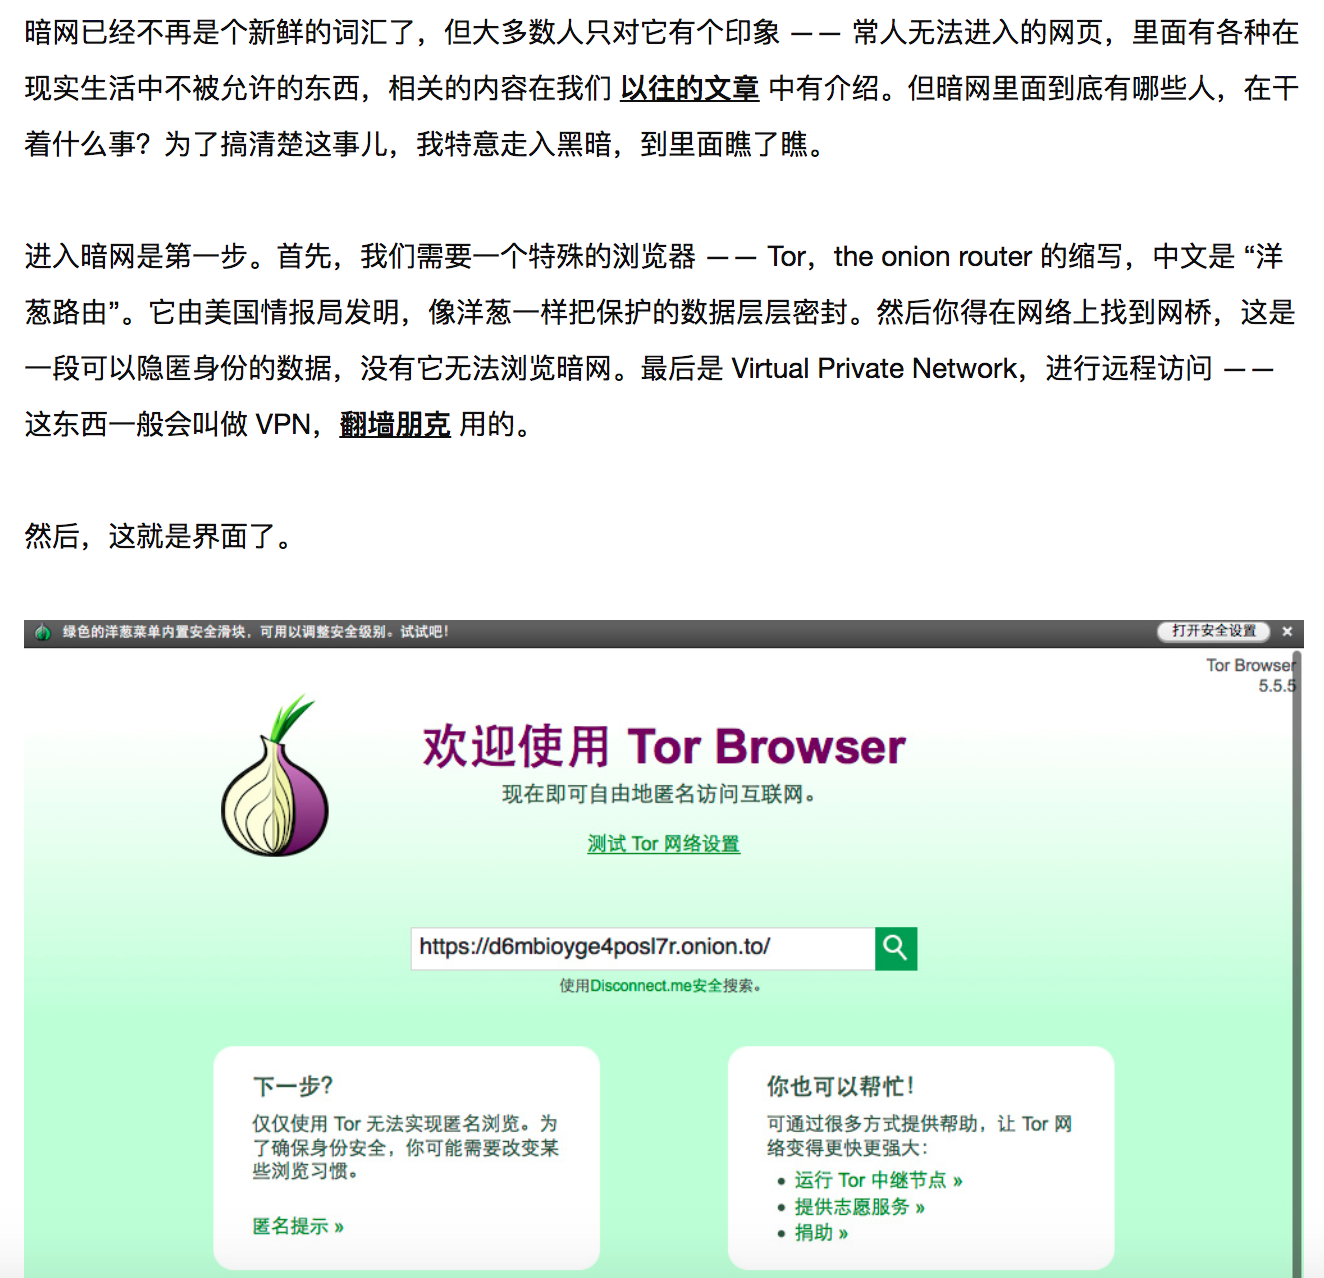 暗网已经不再是个新鲜的词汇了，但大多数人只对它有个印象 —— 常人无法进入的网页，里面有各种在
现实生活中不被允许的东西，相关的内容在我们 以往的文章 中有介绍。但暗网里面到底有哪些人，在干
着什么事？为了搞清楚这事儿，我特意走入黑暗，到里面瞧了瞧。
进入暗网是第一步。首先，我们需要一个特殊的浏览器 —— Tor，the onion router 的缩写，中文是 “洋
葱路由”。它由美国情报局发明，像洋葱一样把保护的数据层层密封。然后你得在网络上找到网桥，这是
一段可以隐匿身份的数据，没有它无法浏览暗网。最后是 Virtual Private Network，进行远程访问 ——
这东西一般会叫做 VPN，翻墙朋克 用的。
然后，这就是界面了。
绿色的洋葱菜单内置安全滑块，可用以调整安全级别。试试吧！
打开安全设置 ×
Tor Browser
5.5.5
欢迎使用 Tor Browser
现在即可自由地匿名访问互联网。
测试 Tor 网络设置
https://d6mbioyge4posl7r.onion.to/
使用Disconnect.me安全搜索。
下一步？
仅仅使用 Tor 无法实现匿名浏览。为
了确保身份安全，你可能需要改变某
些浏览习惯。
匿名提示 »
你也可以帮忙！
可通过很多方式提供帮助，让 Tor 网
络变得更快更强大：
• 运行 Tor 中继节点 »
• 提供志愿服务 »
• 捐助 »